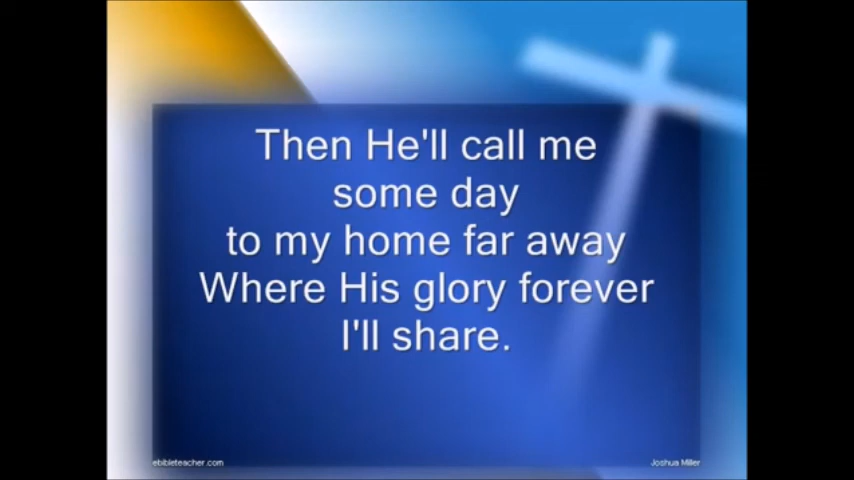 Then He'll call me
some day
to my home far away
Where His glory forever
I'll share.
ebibleteacher.com
Joshua Miller